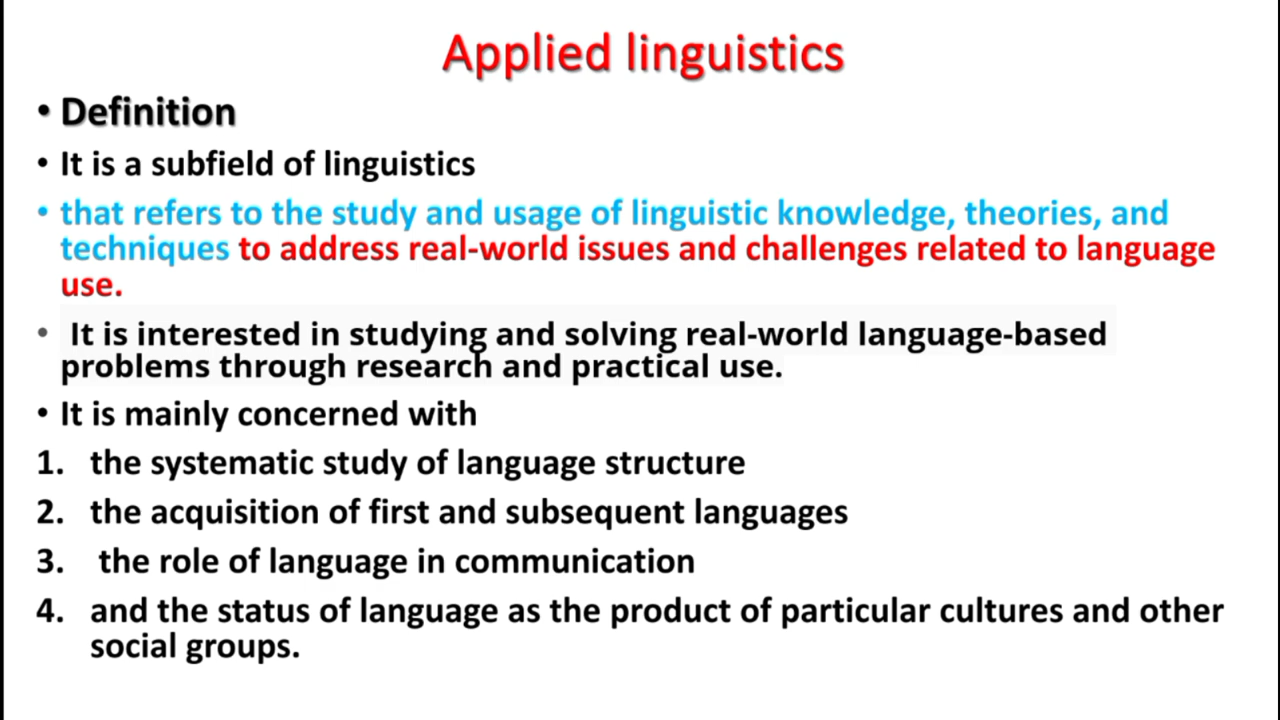 Applied linguistics
• Definition
• It is a subfield of linguistics
• that refers to the study and usage of linguistic knowledge, theories, and
techniques to address real-world issues and challenges related to language
use.
• It is interested in studying and solving real-world language-based
problems through research and practical use.
• It is mainly concerned with
1. the systematic study of language structure
2. the acquisition of first and subsequent languages
3. the role of language in communication
4. and the status of language as the product of particular cultures and other
social groups.